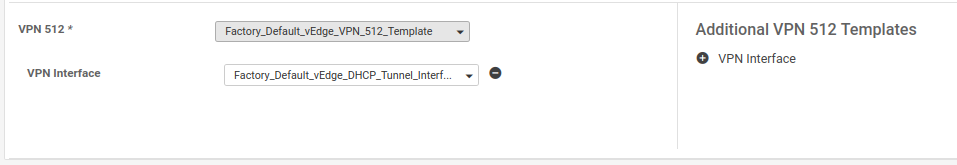 VPN 512 *
Factory_Default_vEdge_VPN_512_Template
VPN Interface
Factory_Default_vEdge_DHCP_Tunnel_Interf...
Additional VPN 512 Templates
VPN Interface